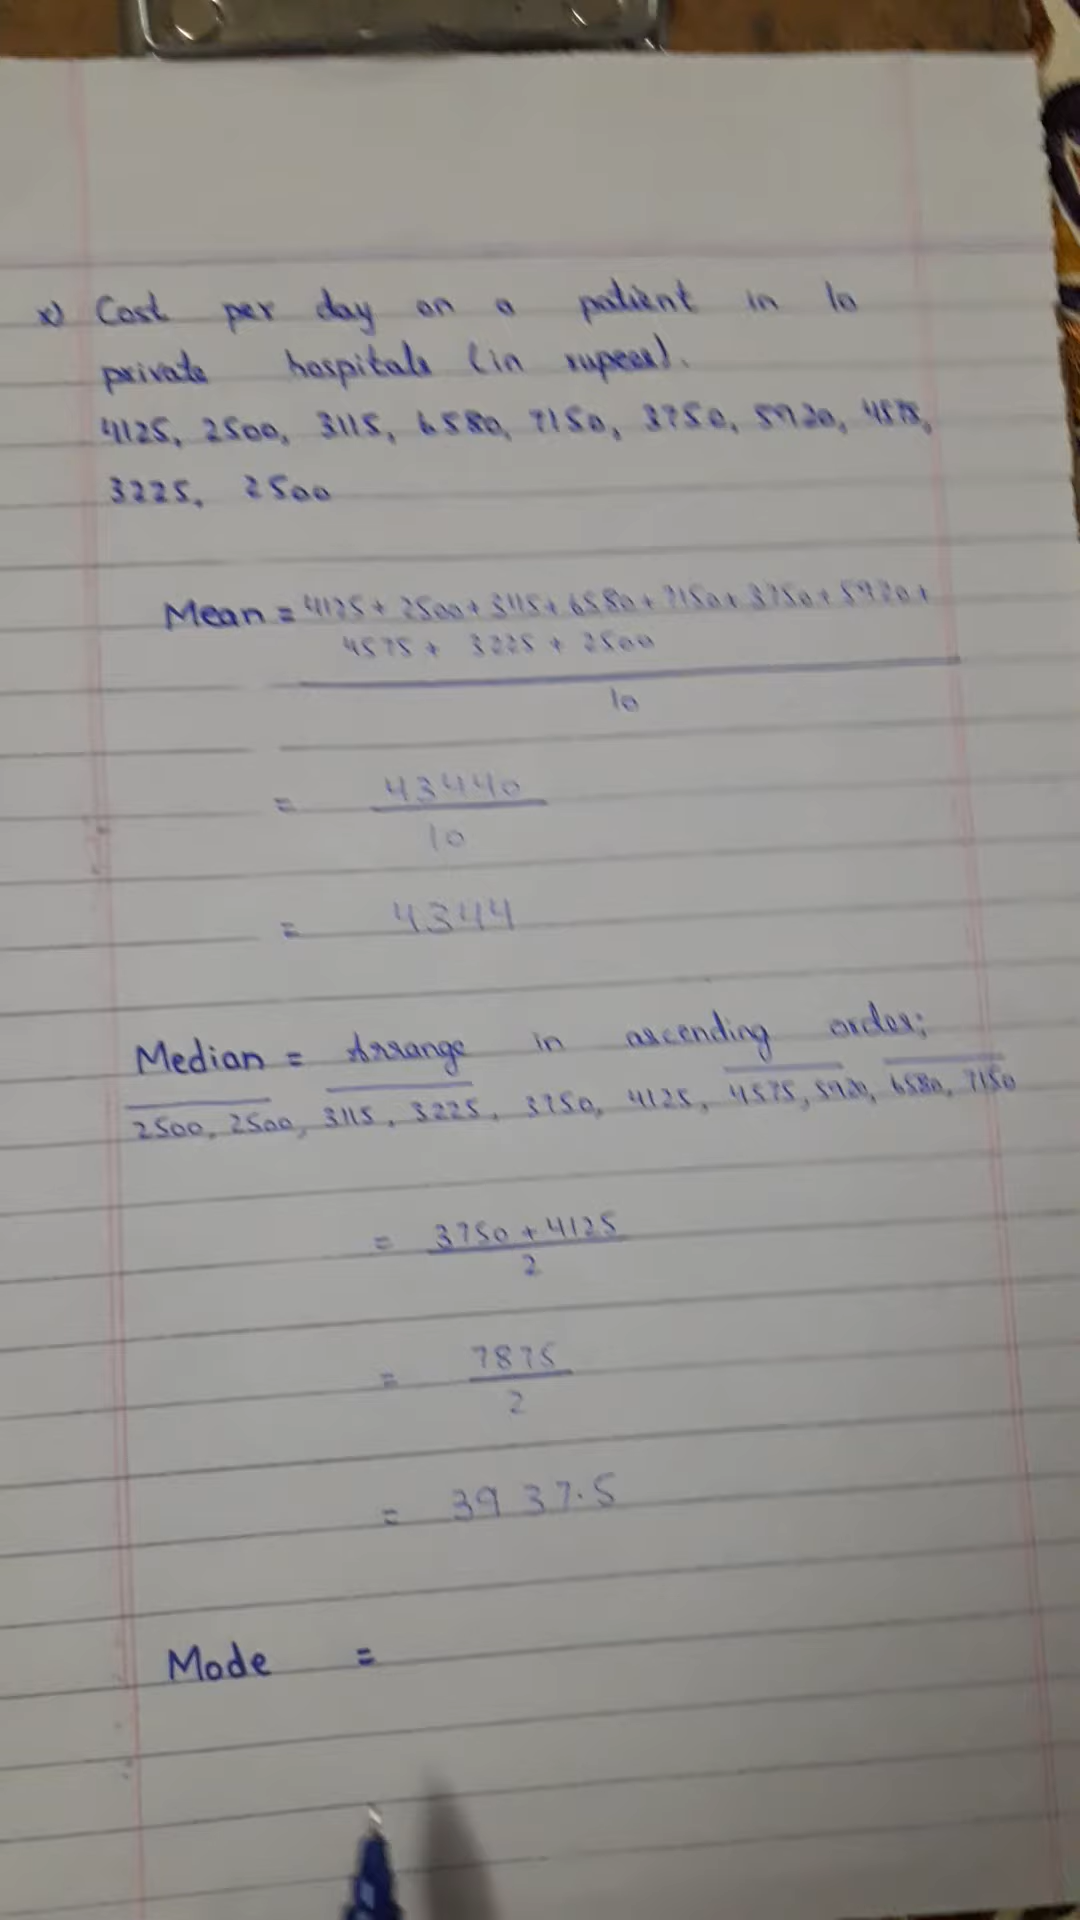 x) Cost per day on a patient in 10
private hospitals (in rupees).
4125, 2500, 3115, 6580, 7150, 3750, 5920, 4575,
3225, 2500
Mean = 4125 + 2500 + 3115 + 6580 + 7150 + 3750 + 5920 +
4575 + 3225 + 2500
10
= 43440
10
= 4344
Median = Arrange in ascending order;
2500, 2500, 3115, 3225, 3750, 4125, 4575, 5920, 6580, 7150
= 3750 + 4125
2
= 7875
2
= 3937.5
Mode =